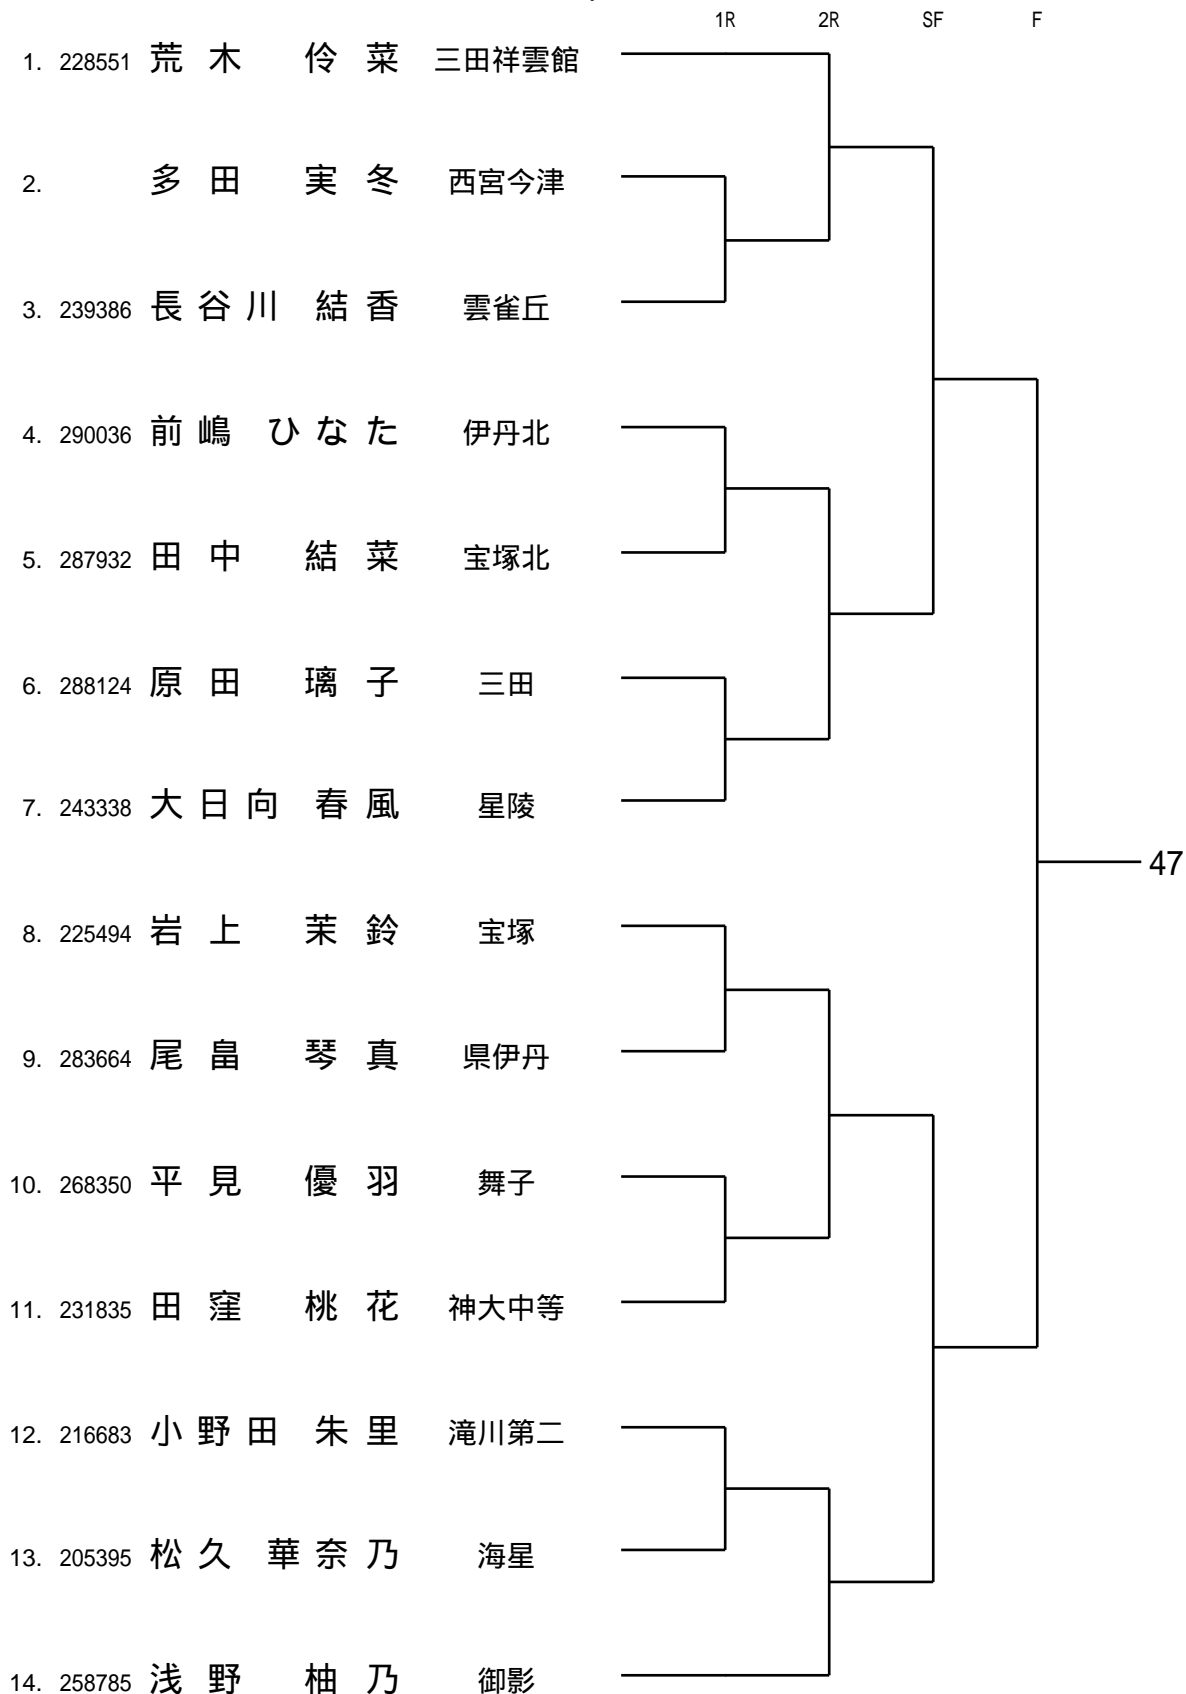 1R 2R SF F
1. 228551 荒木 伶菜 三田祥雲館
2. 多田 実冬 西宮今津
3. 239386 長谷川 結香 雲雀丘
4. 290036 前嶋 ひなた 伊丹北
5. 287932 田中 結菜 宝塚北
6. 288124 原田 璃子 三田
7. 243338 大日向 春風 星陵
47
8. 225494 岩上 茉鈴 宝塚
9. 283664 尾畠 琴真 県伊丹
10. 268350 平見 優羽 舞子
11. 231835 田窪 桃花 神大中等
12. 216683 小野田 朱里 滝川第二
13. 205395 松久 華奈乃 海星
14. 258785 浅野 柚乃 御影